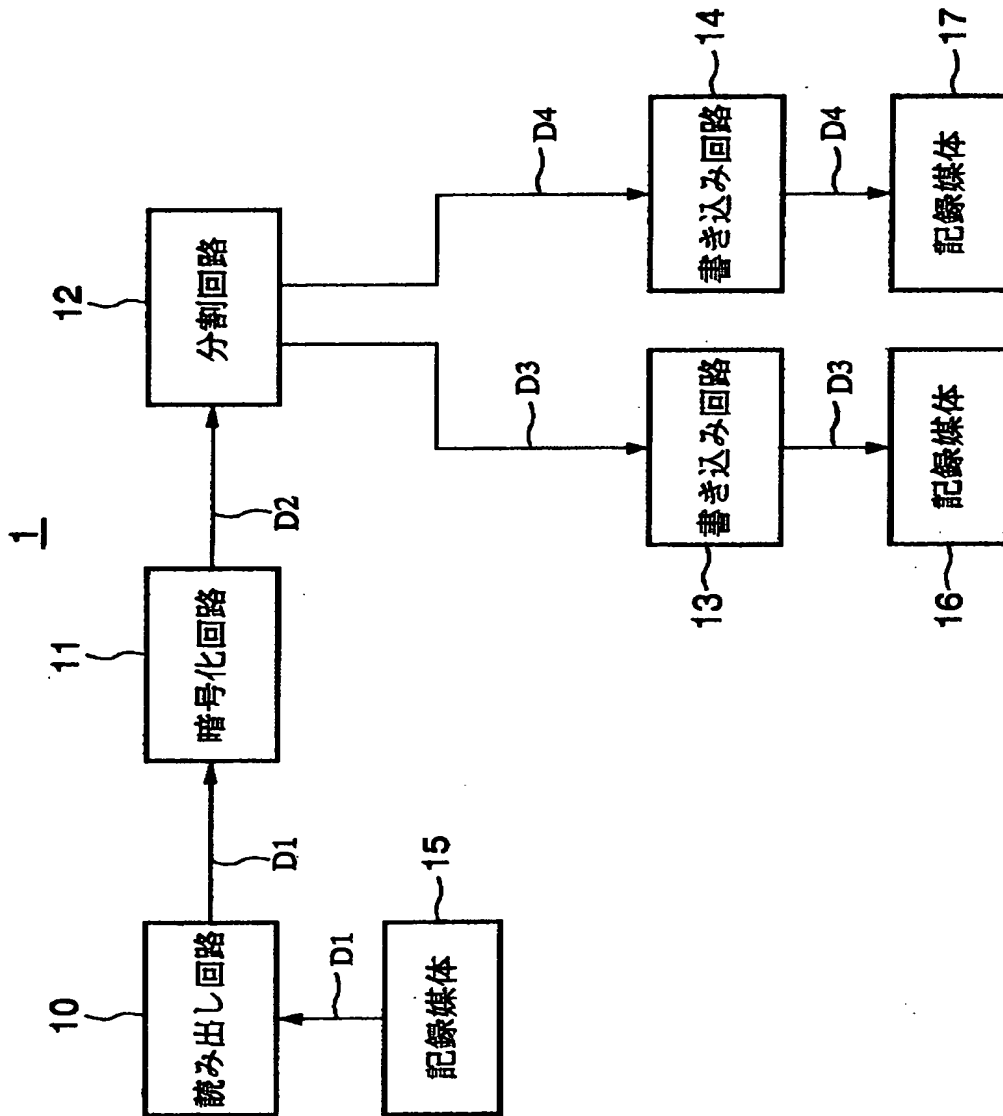 1
10
11
12
読み出し回路
暗号化回路
分割回路
D1
D2
D1
15
記録媒体
D3
D4
13
書き込み回路
書き込み回路
14
D3
D4
16
記録媒体
記録媒体
17